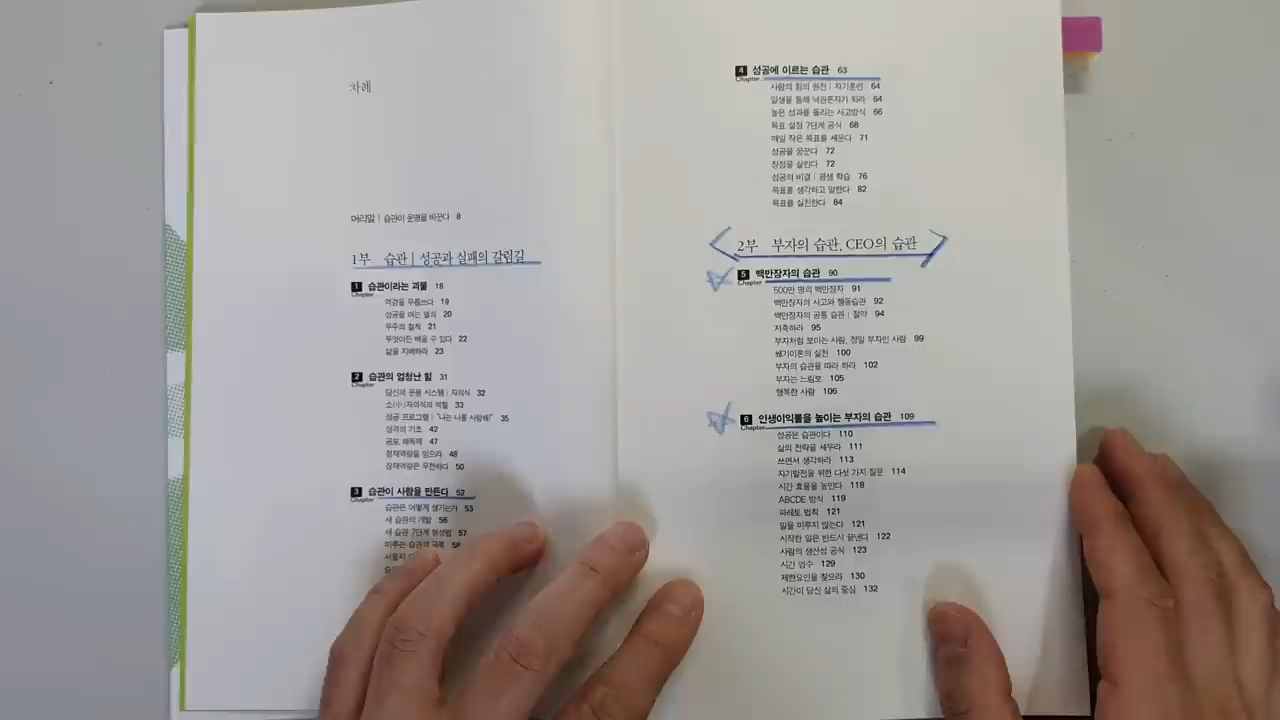 차례
머리말 | 습관이 운명을 바꾼다 8
1부 습관 | 성공과 실패의 갈림길
1 Chapter 습관이라는 괴물 16
역경을 무릅쓰다 19
성공을 여는 열쇠 20
우주의 철칙 21
무엇이든 배울 수 있다 22
삶을 지배하라 23
2 Chapter 습관의 엄청난 힘 31
당신의 운용 시스템 | 자의식 32
소(小)자의식의 역할 33
성공 프로그램 | "나는 나를 사랑해!" 35
성격의 기초 42
공포 해독제 47
잠재역량을 믿으라 48
잠재역량은 무한하다 50
3 Chapter 습관이 사람을 만든다 52
습관은 어떻게 생기는가 53
새 습관의 개발 56
새 습관 7단계 형성법 57
미루는 습관의 극복 58
서둘지
습
4 Chapter 성공에 이르는 습관 63
사람의 힘의 원천 | 자기훈련 64
일생을 통해 낙관론자가 되라 64
높은 성과를 올리는 사고방식 66
목표 설정 7단계 공식 68
매일 작은 목표를 세운다 71
성공을 꿈꾼다 72
장점을 살린다 72
성공의 비결 | 평생 학습 76
목표를 생각하고 말한다 82
목표를 실천한다 84
2부 부자의 습관, CEO의 습관
5 Chapter 백만장자의 습관 90
500만 명의 백만장자 91
백만장자의 사고와 행동습관 92
백만장자의 공통 습관 | 절약 94
저축하라 95
부자처럼 보이는 사람, 정말 부자인 사람 99
쐐기이론의 실천 100
부자의 습관을 따라 하라 102
부자는 느림보 105
행복한 사람 106
6 Chapter 인생이익률을 높이는 부자의 습관 109
성공은 습관이다 110
삶의 전략을 세우라 111
쓰면서 생각하라 113
자기발전을 위한 다섯 가지 질문 114
시간 효율을 높인다 118
ABCDE 방식 119
파레토 법칙 121
일을 미루지 않는다 121
시작한 일은 반드시 끝낸다 122
사람의 생산성 공식 123
시간 엄수 129
제한요인을 찾으라 130
시간이 당신 삶의 중심 132